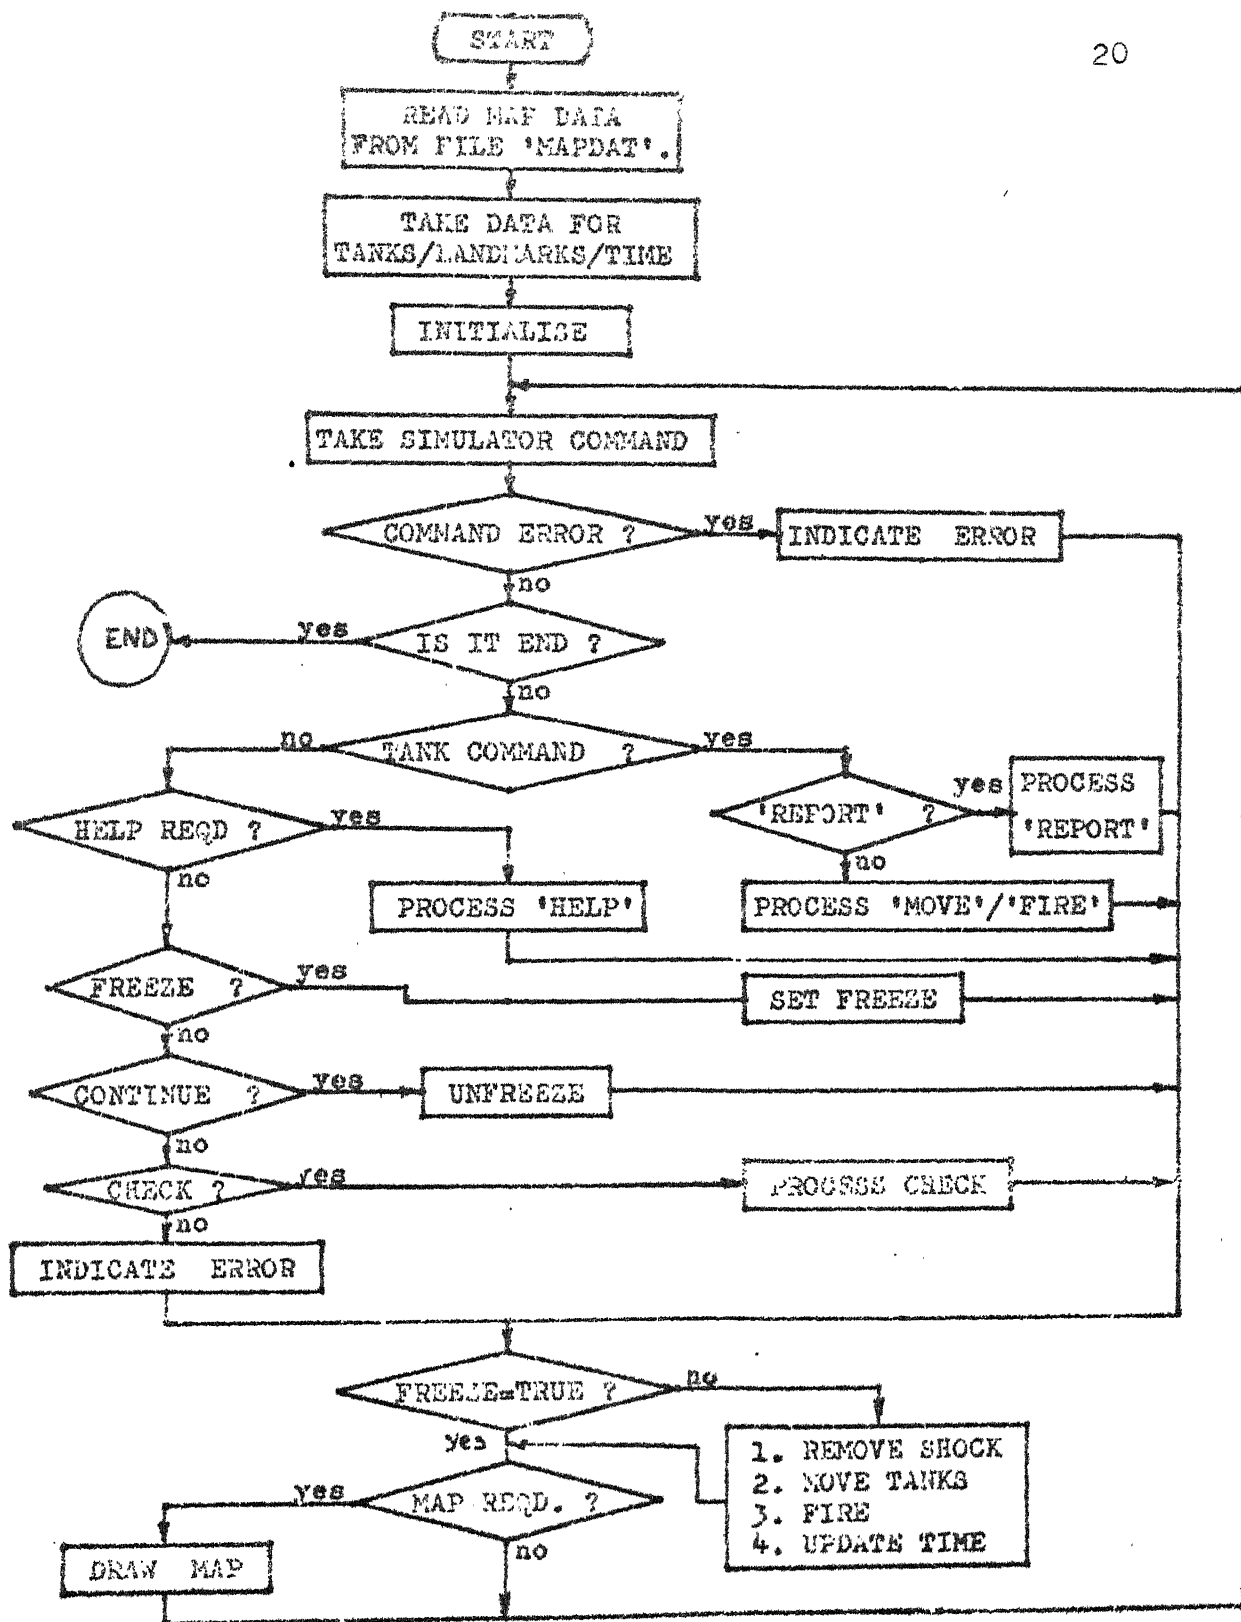 20
START
READ MAP DATA
FROM FILE 'MAPDAT'.
TAKE DATA FOR
TANKS/LANDMARKS/TIME
INITIALISE
TAKE SIMULATOR COMMAND
COMMAND ERROR ?
yes
INDICATE ERROR
no
END
yes
IS IT END ?
no
no
TANK COMMAND ?
yes
HELP REQD ?
yes
'REPORT' ?
yes
PROCESS
'REPORT'
no
no
PROCESS 'HELP'
PROCESS 'MOVE'/'FIRE'
FREEZE ?
yes
SET FREEZE
no
CONTINUE ?
yes
UNFREEZE
no
CHECK ?
yes
PROCESS CHECK
no
INDICATE ERROR
FREEZE=TRUE ?
no
yes
1. REMOVE SHOCK
2. MOVE TANKS
3. FIRE
4. UPDATE TIME
yes
MAP REQD. ?
no
DRAW MAP